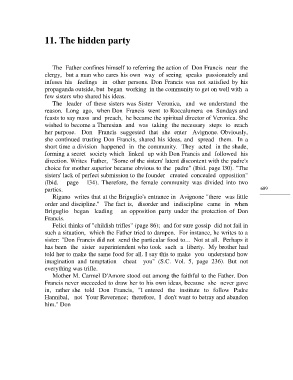 11. The hidden party
The Father confines himself to referring the action of Don Francis near the
clergy, but a man who cares his own way of seeing speaks passionately and
infuses his feelings in other persons. Don Francis was not satisfied by his
propaganda outside, but began working in the community to get on well with a
few sisters who shared his ideas.
The leader of these sisters was Sister Veronica, and we understand the
reason. Long ago, when Don Francis went to Roccalumera on Sundays and
feasts to say mass and preach, he became the spiritual director of Veronica. She
wished to become a Theresian and was taking the necessary steps to reach
her purpose. Don Francis suggested that she enter Avignone. Obviously,
she continued trusting Don Francis, shared his ideas, and spread them. In a
short time a division happened in the community. They acted in the shade,
forming a secret society which linked up with Don Francis and followed his
direction. Writes Father, "Some of the sisters' latent discontent with the padre's
choice for mother superior became obvious to the padre" (Ibid. page 130). "The
sisters' lack of perfect submission to the founder created concealed opposition"
(Ibid. page 134). Therefore, the female community was divided into two
parties.
Rigano writes that at the Briguglio's entrance in Avignone "there was little
order and discipline." The fact is, disorder and indiscipline came in when
Briguglio began leading an opposition party under the protection of Don
Francis.
Felici thinks of "childish trifles" (page 86); and for sure gossip did not fail in
such a situation, which the Father tried to dampen. For instance, he writes to a
sister: "Don Francis did not send the particular food to... Not at all. Perhaps it
has been the sister superintendent who took such a liberty. My brother had
told her to make the same food for all. I say this to make you understand how
imagination and temptation cheat you" (S.C. Vol. 5, page 236). But not
everything was trifle.
Mother M. Carmel D'Amore stood out among the faithful to the Father. Don
Francis never succeeded to draw her to his own ideas, because she never gave
in, rather she told Don Francis, "I entered the institute to follow Padre
Hannibal, not Your Reverence; therefore, I don't want to betray and abandon
him." Don